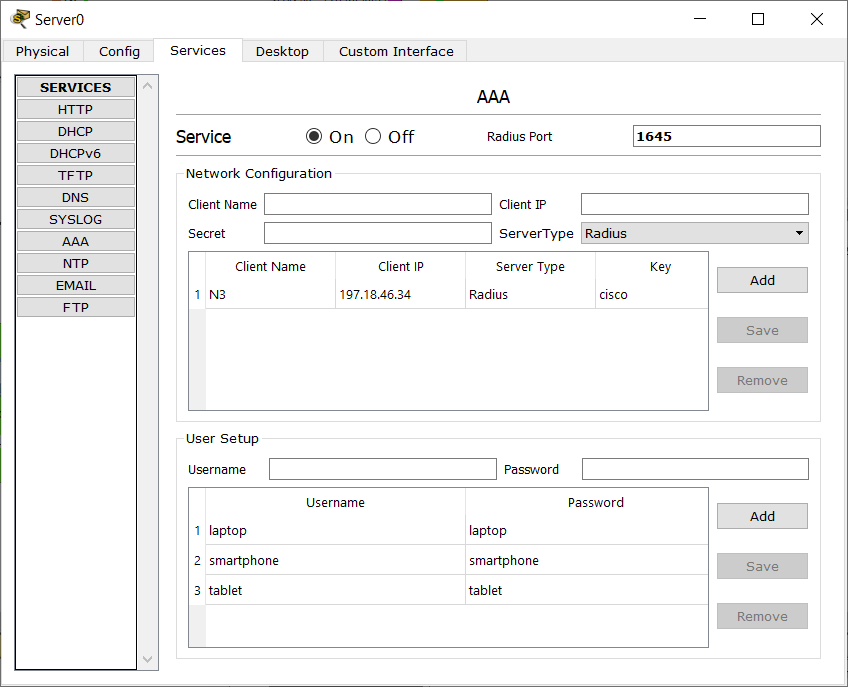 Server0
Physical Config Services Desktop Custom Interface
SERVICES
HTTP
DHCP
DHCPv6
TFTP
DNS
SYSLOG
AAA
NTP
EMAIL
FTP
AAA
Service On Off Radius Port 1645
Network Configuration
Client Name Client IP
Secret ServerType Radius
Client Name Client IP Server Type Key
1 N3 197.18.46.34 Radius cisco
Add
Save
Remove
User Setup
Username Password
Username Password
1 laptop laptop
2 smartphone smartphone
3 tablet tablet
Add
Save
Remove